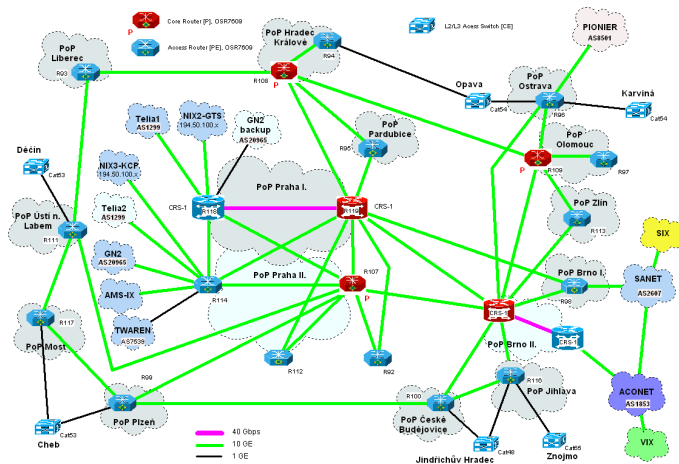 Core Router [P], OSR7609
P
Access Router [PE], OSR7609
L2/L3 Acess Switch [CE]
PIONIER
AS8501
PoP Hradec
Králové
R94
PoP
Liberec
R93
R108
P
Opava
Cat54
PoP
Ostrava
R96
Karviná
Cat54
Telia1
AS1299
NIX2-GTS
194.50.100.x
GN2
backup
AS20965
PoP
Pardubice
R95
PoP
Olomouc
R109
P
R97
Děčín
Cat53
NIX3-KCP
194.50.100.x
PoP Praha I.
CRS-1
R118
R119
CRS-1
PoP Zlín
R113
PoP Ústí n.
Labem
R111
Telia2
AS1299
SIX
GN2
AS20965
PoP Praha II.
R107
P
PoP Brno I.
R98
SANET
AS2607
AMS-IX
R114
R117
TWAREN
AS7539
CRS-1
CRS-1
PoP Brno II.
PoP Most
R112
R92
R99
PoP Plzeň
R100
PoP České
Budějovice
R116
PoP Jihlava
ACONET
AS1853
Cat53
Cheb
40 Gbps
10 GE
1 GE
Cat48
Jindřichův Hradec
Cat55
Znojmo
VIX